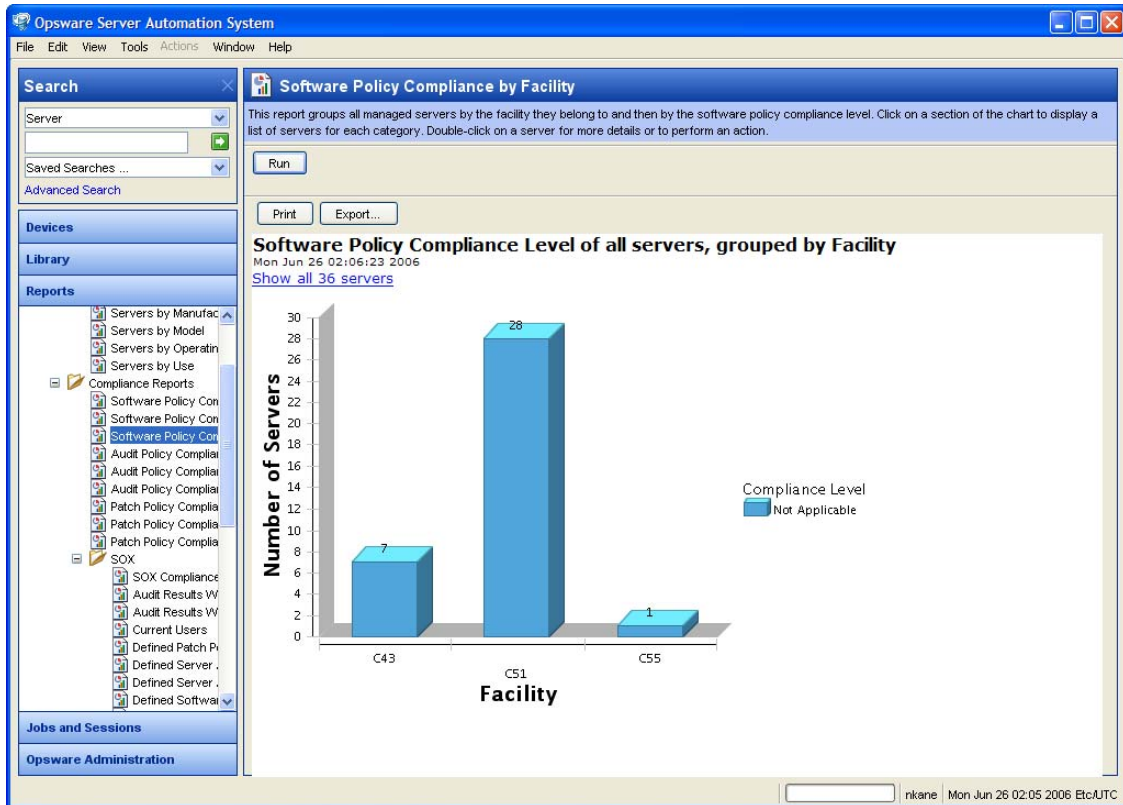 Opsware Server Automation System
File Edit View Tools Actions Window Help
Search
Server
Saved Searches ...
Advanced Search
Devices
Library
Reports
Servers by Manufac
Servers by Model
Servers by Operatin
Servers by Use
Compliance Reports
Software Policy Con
Software Policy Con
Software Policy Co
Audit Policy Complian
Audit Policy Complian
Audit Policy Complian
Patch Policy Complia
Patch Policy Complia
Patch Policy Complia
SOX
SOX Compliance
Audit Results W
Audit Results W
Current Users
Defined Patch P
Defined Server
Defined Server
Defined Softwar
Jobs and Sessions
Opsware Administration
Software Policy Compliance by Facility
This report groups all managed servers by the facility they belong to and then by the software policy compliance level. Click on a section of the chart to display a
list of servers for each category. Double-click on a server for more details or to perform an action.
Run
Print Export...
Software Policy Compliance Level of all servers, grouped by Facility
Mon Jun 26 02:06:23 2006
Show all 36 servers
Number of Servers
30
28
26
24
22
20
18
16
14
12
10
8
6
4
2
0
7
28
1
C43
C51
C55
Facility
Compliance Level
Not Applicable
nkane Mon Jun 26 02:05 2006 Etc/UTC